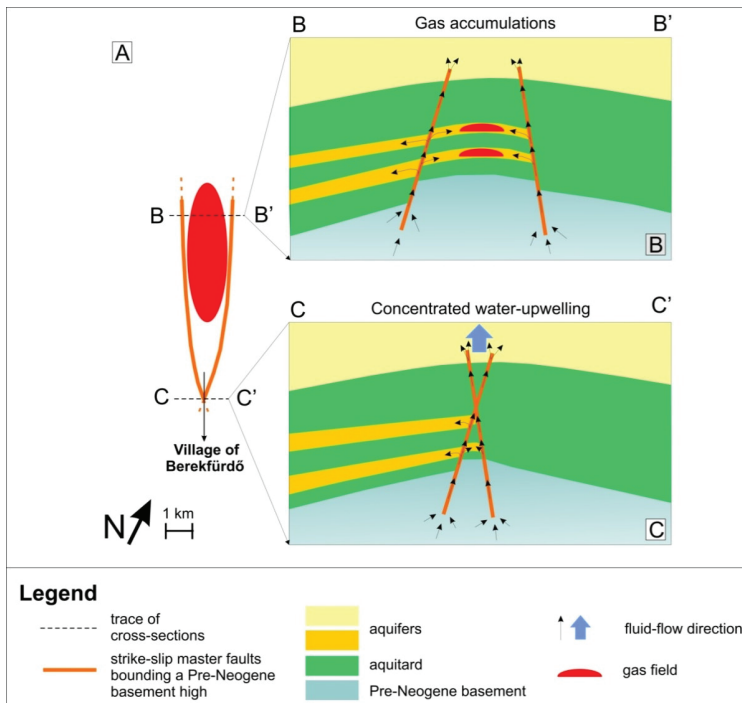 A
B
Gas accumulations
B'
B
B'
B
C
Concentrated water-upwelling
C'
C
C'
Village of
Berekfürdő
N
1 km
C
Legend
trace of
cross-sections
strike-slip master faults
bounding a Pre-Neogene
basement high
aquifers
aquitard
Pre-Neogene basement
fluid-flow direction
gas field